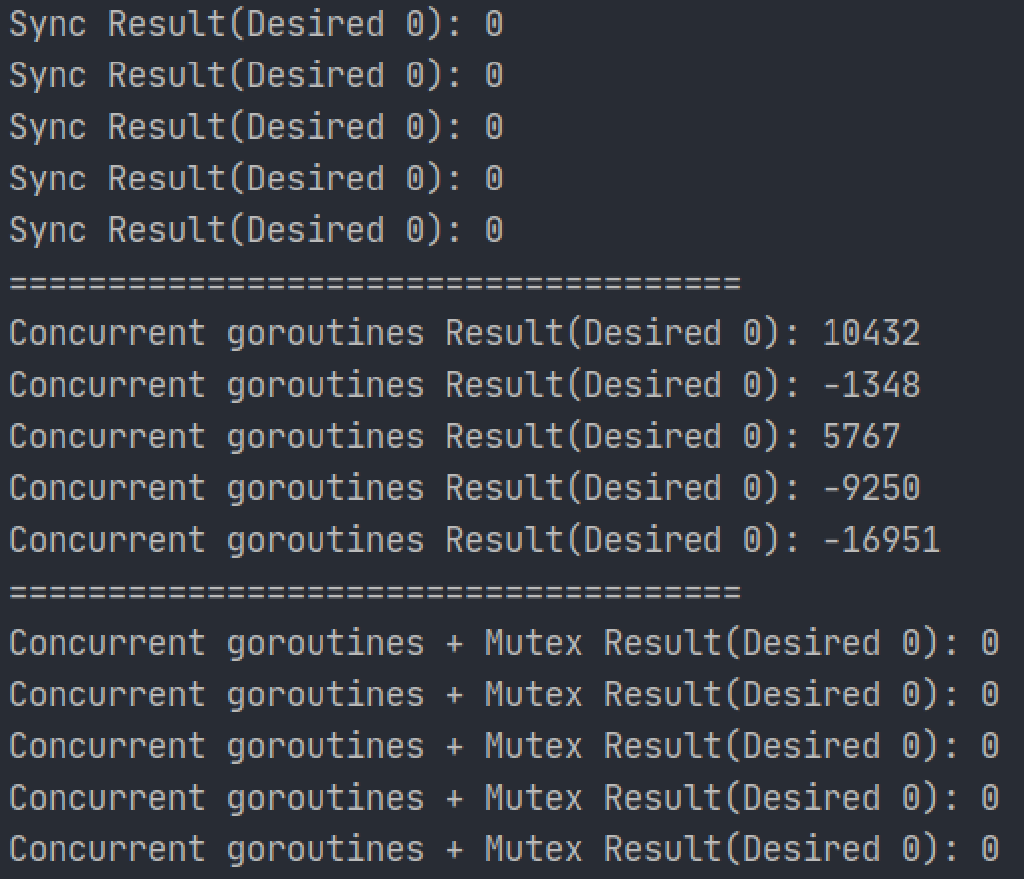 Sync Result(Desired 0): 0
Sync Result(Desired 0): 0
Sync Result(Desired 0): 0
Sync Result(Desired 0): 0
Sync Result(Desired 0): 0
=====================================
Concurrent goroutines Result(Desired 0): 10432
Concurrent goroutines Result(Desired 0): -1348
Concurrent goroutines Result(Desired 0): 5767
Concurrent goroutines Result(Desired 0): -9250
Concurrent goroutines Result(Desired 0): -16951
=====================================
Concurrent goroutines + Mutex Result(Desired 0): 0
Concurrent goroutines + Mutex Result(Desired 0): 0
Concurrent goroutines + Mutex Result(Desired 0): 0
Concurrent goroutines + Mutex Result(Desired 0): 0
Concurrent goroutines + Mutex Result(Desired 0): 0